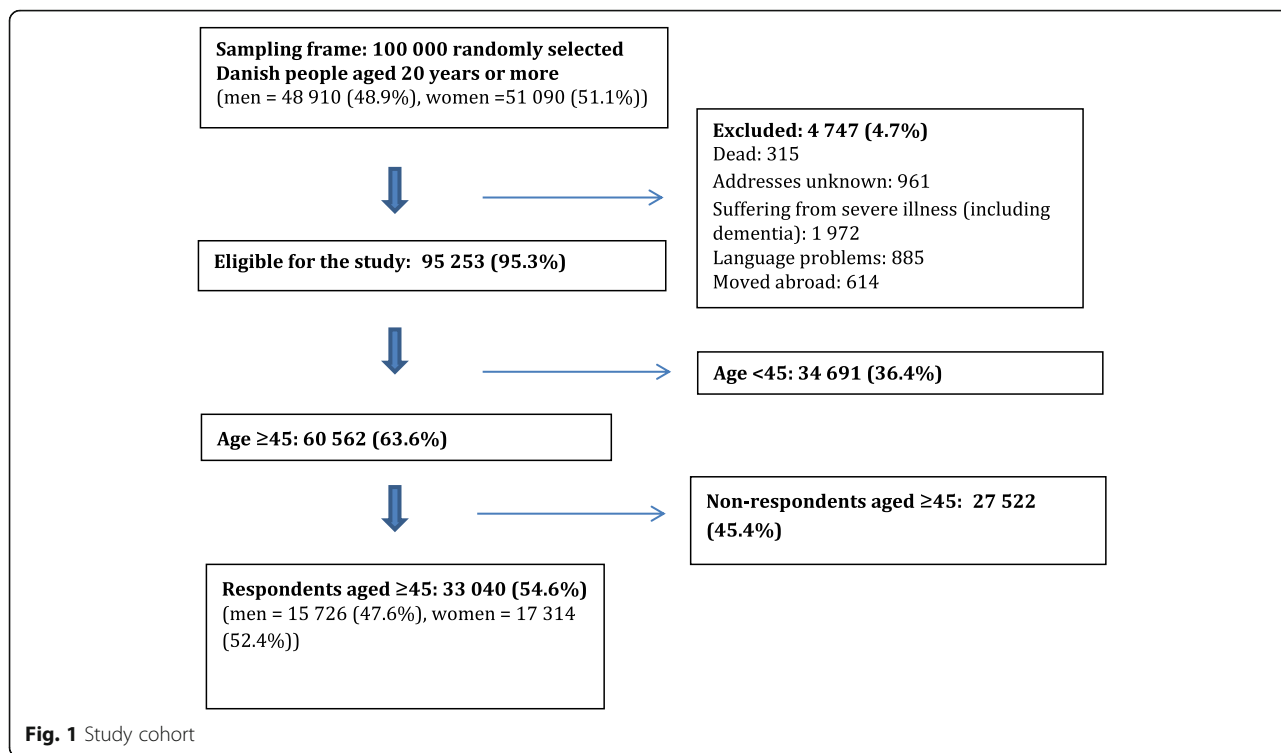 Sampling frame: 100 000 randomly selected
Danish people aged 20 years or more
(men = 48 910 (48.9%), women =51 090 (51.1%))
Excluded: 4 747 (4.7%)
Dead: 315
Addresses unknown: 961
Suffering from severe illness (including
dementia): 1 972
Language problems: 885
Moved abroad: 614
Eligible for the study: 95 253 (95.3%)
Age <45: 34 691 (36.4%)
Age ≥45: 60 562 (63.6%)
Non-respondents aged ≥45: 27 522
(45.4%)
Respondents aged ≥45: 33 040 (54.6%)
(men = 15 726 (47.6%), women = 17 314
(52.4%))
Fig. 1 Study cohort